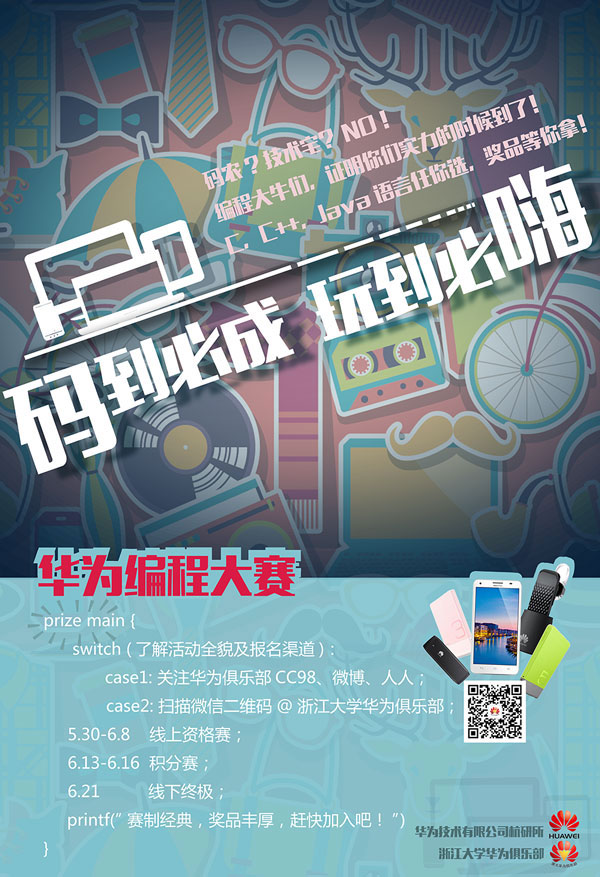 码农？技术宅？NO！
编程大牛们，证明你们实力的时候到了！
C, C++, Java 语言任你选，奖品等你拿！
码到必成 玩到必嗨
华为编程大赛
prize main {
switch（了解活动全貌及报名渠道）:
case1: 关注华为俱乐部 CC98、微博、人人；
case2: 扫描微信二维码 @ 浙江大学华为俱乐部；
5.30-6.8 线上资格赛；
6.13-6.16 积分赛；
6.21 线下终极；
printf(” 赛制经典，奖品丰厚，赶快加入吧！”)
}
华为技术有限公司杭研所 HUAWEI
浙江大学华为俱乐部